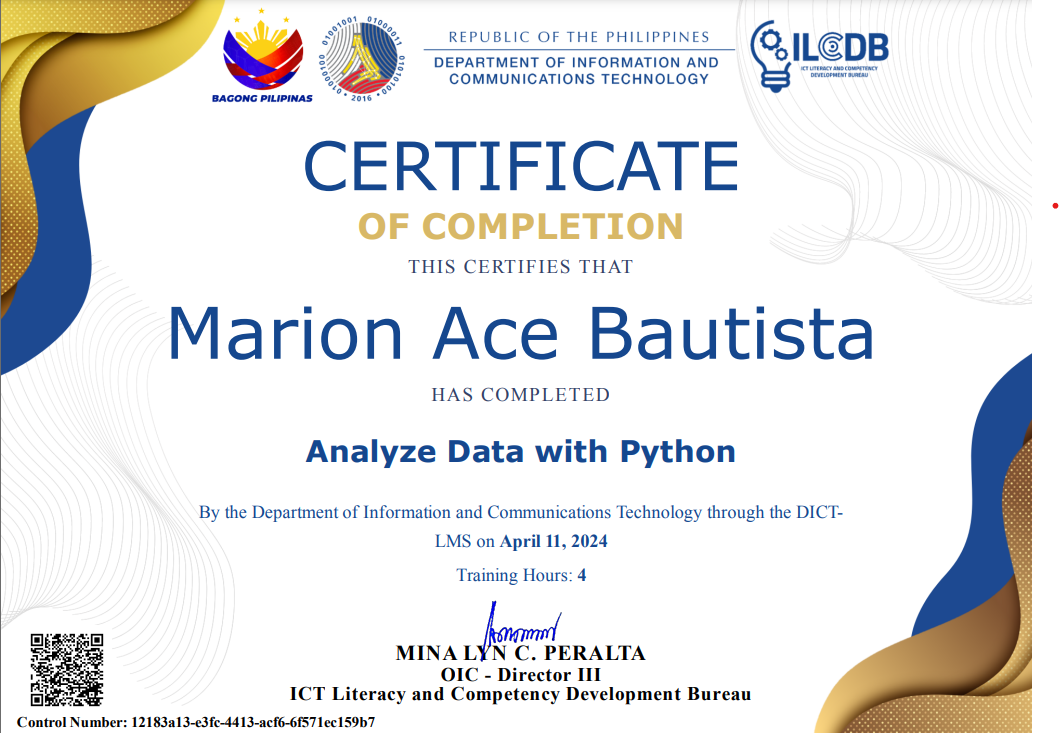 BAGONG PILIPINAS
01001001 01000011 01010100 01000100
2016
REPUBLIC OF THE PHILIPPINES
DEPARTMENT OF INFORMATION AND
COMMUNICATIONS TECHNOLOGY
ILCDB
ICT LITERACY AND COMPETENCY
DEVELOPMENT BUREAU
CERTIFICATE
OF COMPLETION
THIS CERTIFIES THAT
Marion Ace Bautista
HAS COMPLETED
Analyze Data with Python
By the Department of Information and Communications Technology through the DICT-
LMS on April 11, 2024
Training Hours: 4
MINA LYN C. PERALTA
OIC - Director III
ICT Literacy and Competency Development Bureau
Control Number: 12183a13-e3fc-4413-acf6-6f571ec159b7